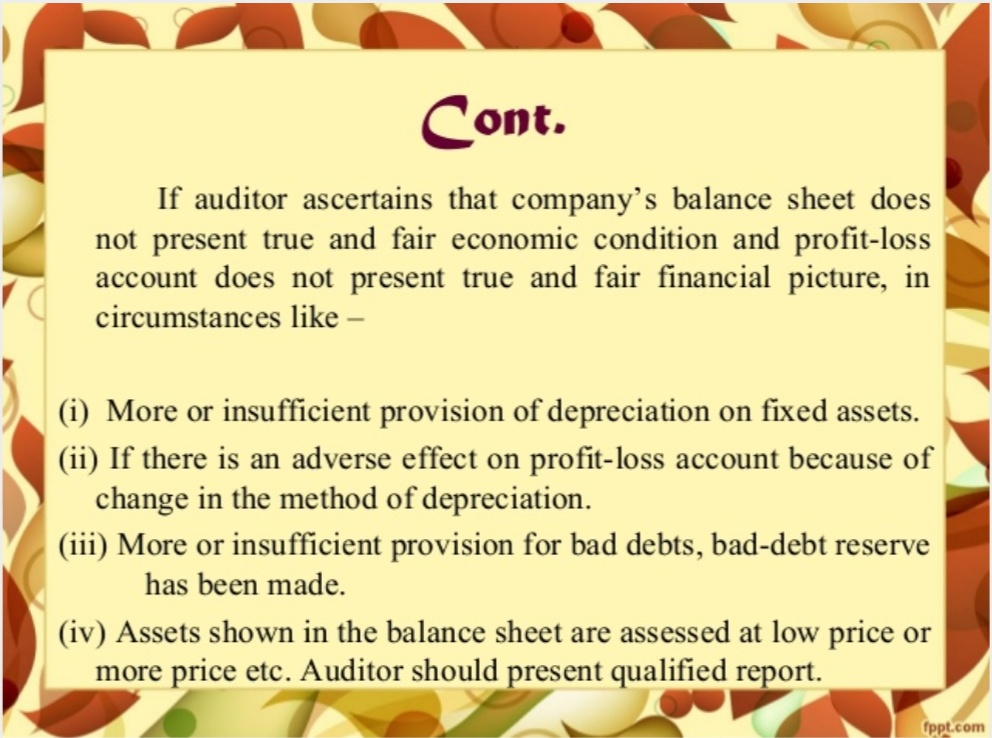 Cont.
If auditor ascertains that company's balance sheet does
not present true and fair economic condition and profit-loss
account does not present true and fair financial picture, in
circumstances like –
(i) More or insufficient provision of depreciation on fixed assets.
(ii) If there is an adverse effect on profit-loss account because of
change in the method of depreciation.
(iii) More or insufficient provision for bad debts, bad-debt reserve
has been made.
(iv) Assets shown in the balance sheet are assessed at low price or
more price etc. Auditor should present qualified report.
fppt.com